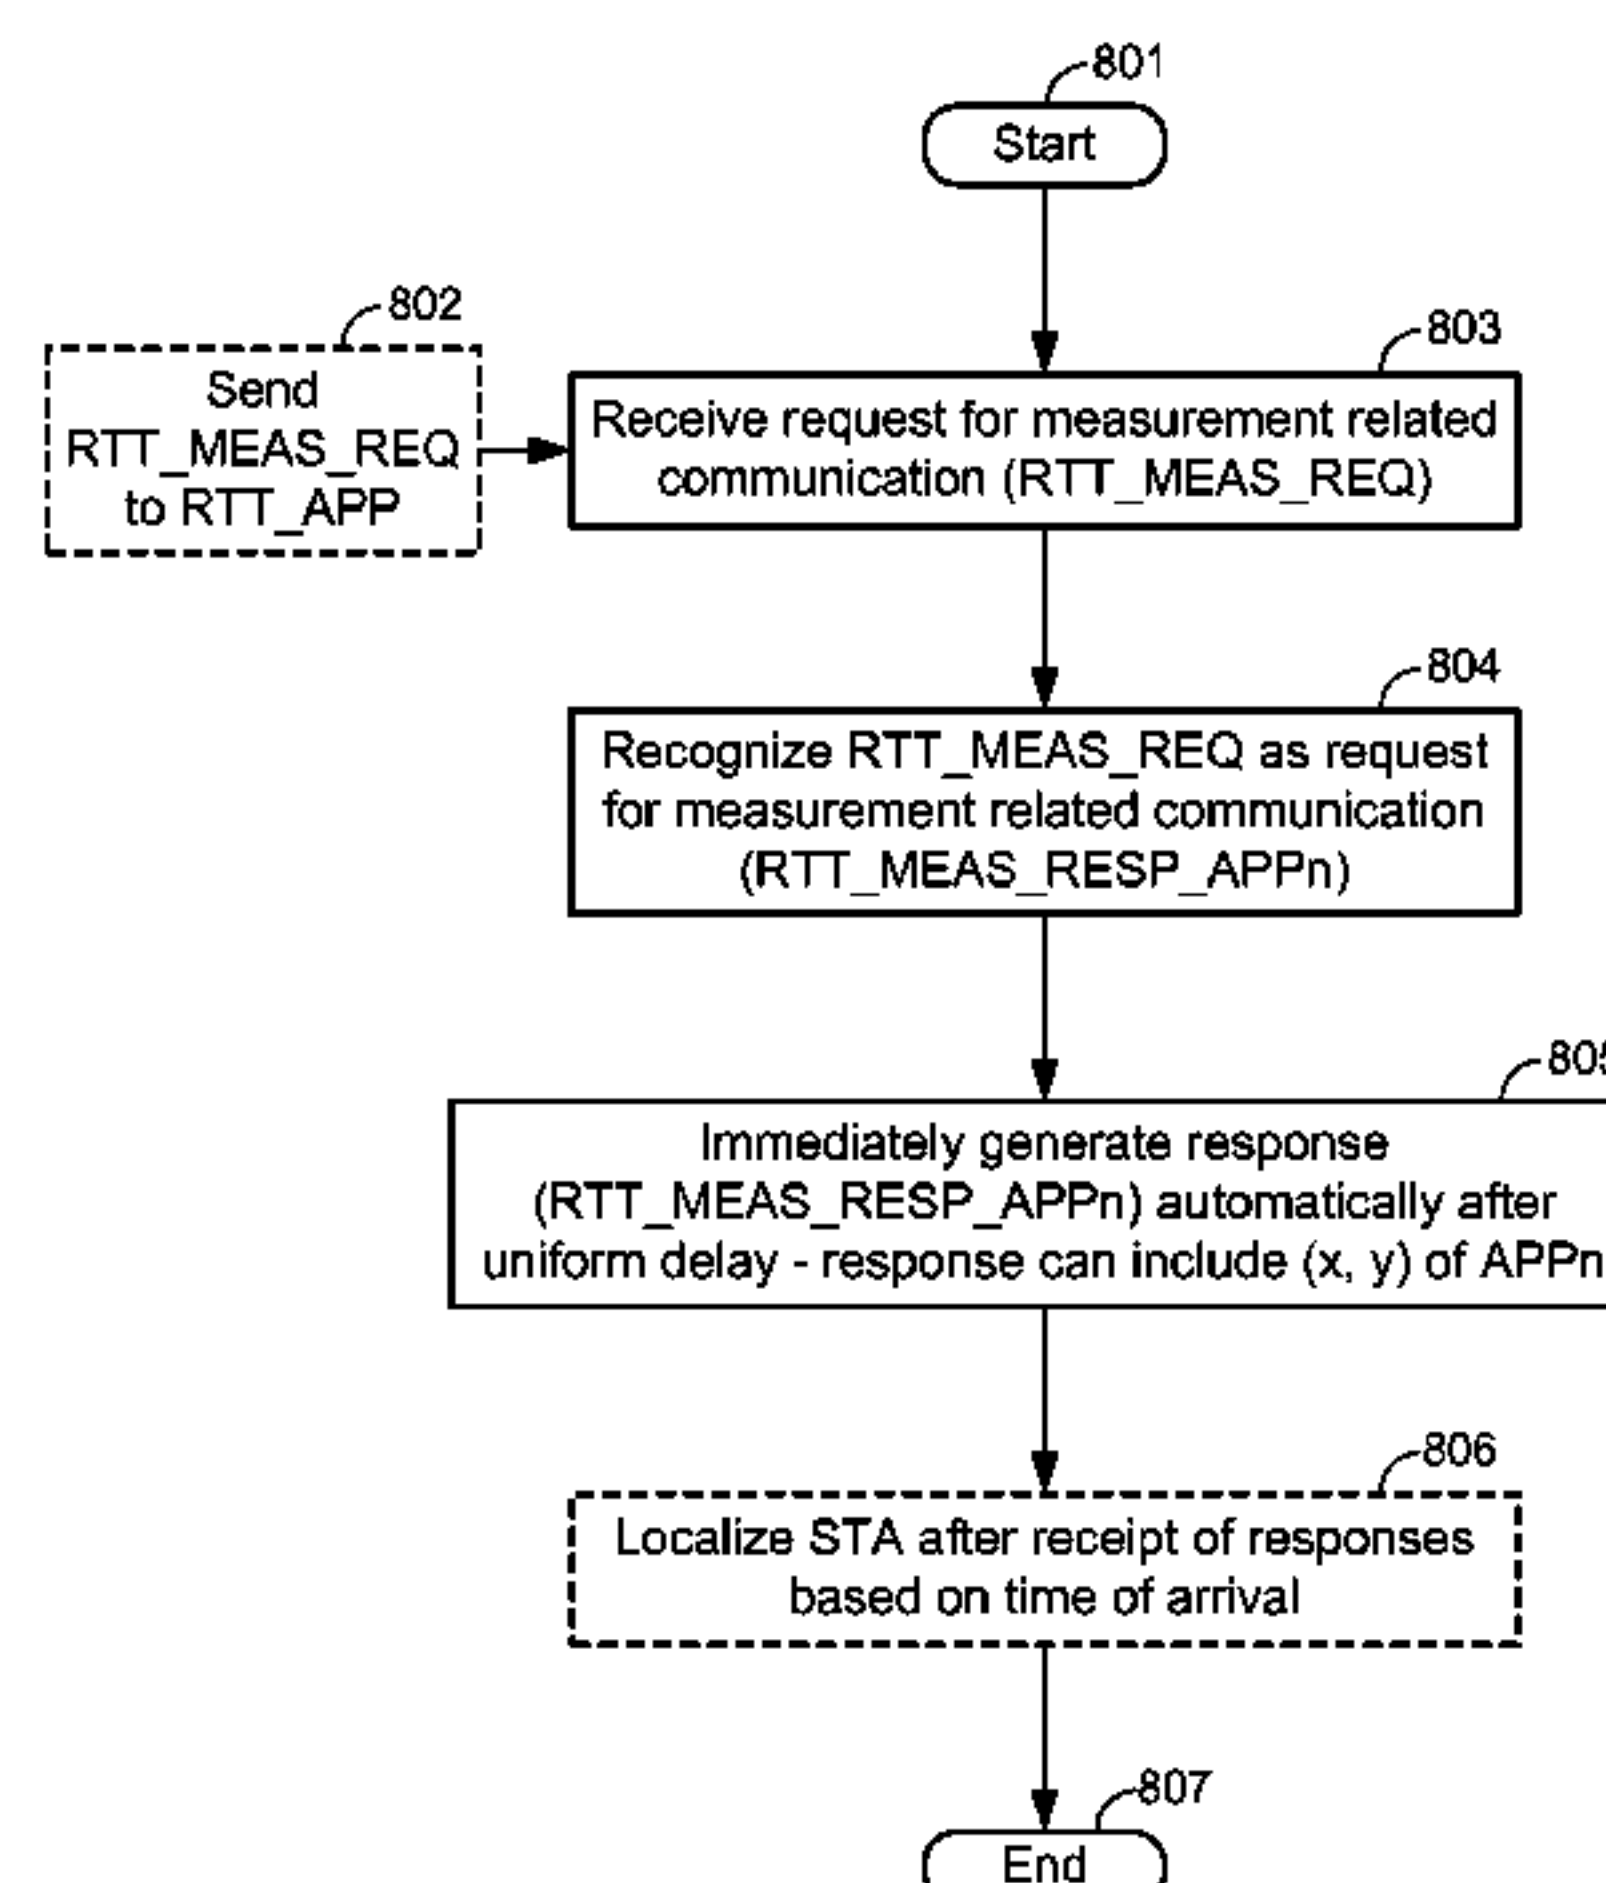 801
Start
802
Send
RTT_MEAS_REQ
to RTT_APP
803
Receive request for measurement related
communication (RTT_MEAS_REQ)
804
Recognize RTT_MEAS_REQ as request
for measurement related communication
(RTT_MEAS_RESP_APPn)
805
Immediately generate response
(RTT_MEAS_RESP_APPn) automatically after
uniform delay - response can include (x, y) of APPn
806
Localize STA after receipt of responses
based on time of arrival
807
End